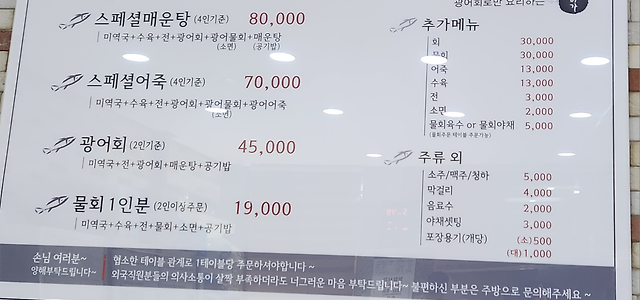 광어회로만 요리하는
가
스페셜매운탕 (4인기준) 80,000
미역국+수육+전+광어회+광어물회+매운탕
(소면) (공기밥)
스페셜어죽 (4인기준) 70,000
미역국+수육+전+광어회+광어물회+광어어죽
(소면)
광어회 (2인기준) 45,000
미역국+전+광어회+매운탕+공기밥
물회 1인분 (2인이상주문) 19,000
미역국+수육+전+물회+소면+공기밥
추가메뉴
회 30,000
물회 30,000
어죽 13,000
수육 13,000
전 3,000
소면 2,000
물회육수 or 물회야채 5,000
(물회주문 테이블 주문가능)
주류 외
소주/맥주/청하 5,000
막걸리 4,000
음료수 2,000
야채셋팅 3,000
포장용기(개당) (소)500
(대)1,000
손님 여러분~
양해부탁드립니다~
협소한 테이블 관계로 1테이블당 주문하셔야합니다~
외국직원분들의 의사소통이 살짝 부족하더라도 너그러운 마음 부탁드립니다~ 불편하신 부분은 주방으로 문의해주세요~